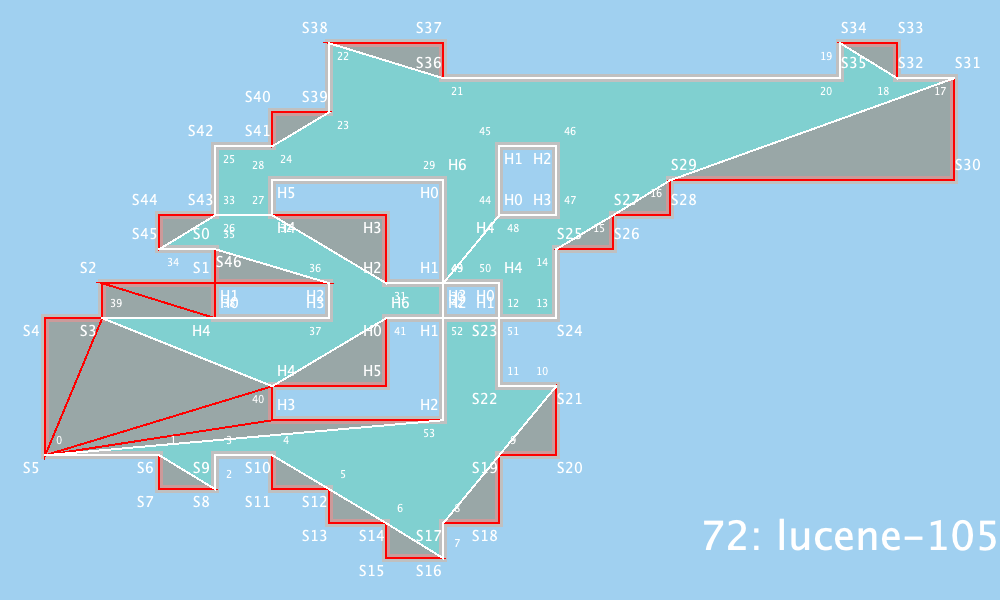 S38 S37 S34 S33
22 S36 19 S35 S32 S31
21 20 18 17
S40 S39
23 45 46
S42 S41
25 28 24 29 H6 H1 H2
S29 S30
H5 H0 16
S44 S43 33 27 44 H0 H3 47 S27 S28
S45 S0 26 35 H4 H3 H4 48 15 S25 S26
34 S46 14
S2 S1 36 H2 31 H1 49 50 H4
39 H1 H2 H3 H0
H3 H6 H2 H1 12 13
S4 S3 H4 37 H0 41 H1 52 S23 51 S24
H4 H5 11 10
40 H3 H2 S22 S21
0 1 3 4 53 9
S5 S6 S9 S10 S19 S20
2 5
S7 S8 S11 S12
6 8
S13 S14 S17 S18
7
S15 S16
72: lucene-105